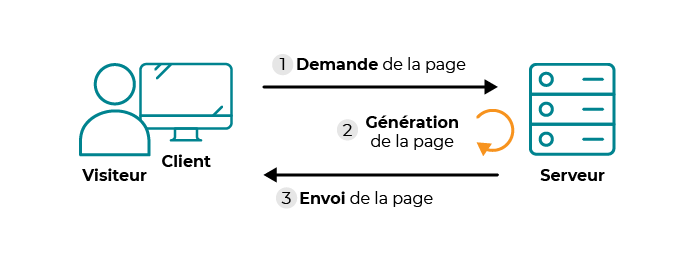 1 Demande de la page
2 Génération
de la page
Visiteur
Client
Serveur
3 Envoi de la page